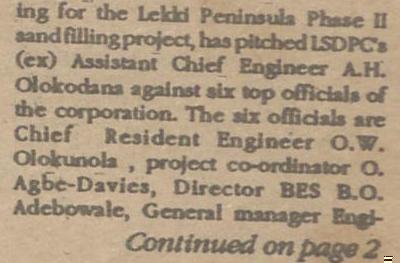 ing for the Lekki Peninsula Phase II
sand filling project, has pitched LSDPC's
(ex) Assistant Chief Engineer A.H.
Olokodana against six top officials of
the corporation. The six officials are
Chief Resident Engineer O.W.
Olokunola , project co-ordinator O.
Agbe-Davies, Director BES B.O.
Adebowale, General manager Engi-
Continued on page 2